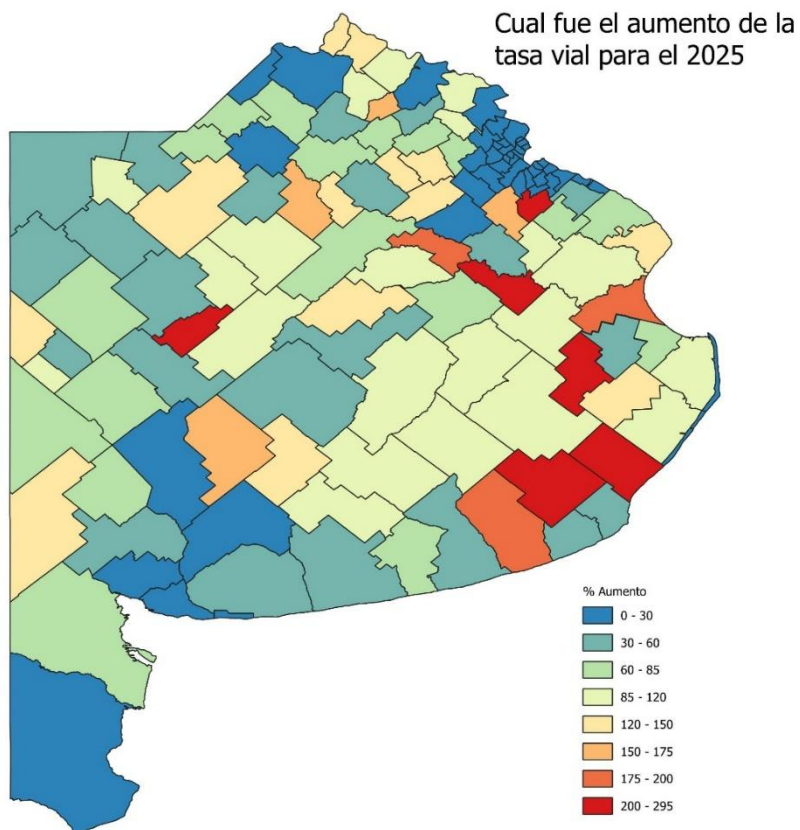 Cual fue el aumento de la
tasa vial para el 2025
% Aumento
0 - 30
30 - 60
60 - 85
85 - 120
120 - 150
150 - 175
175 - 200
200 - 295